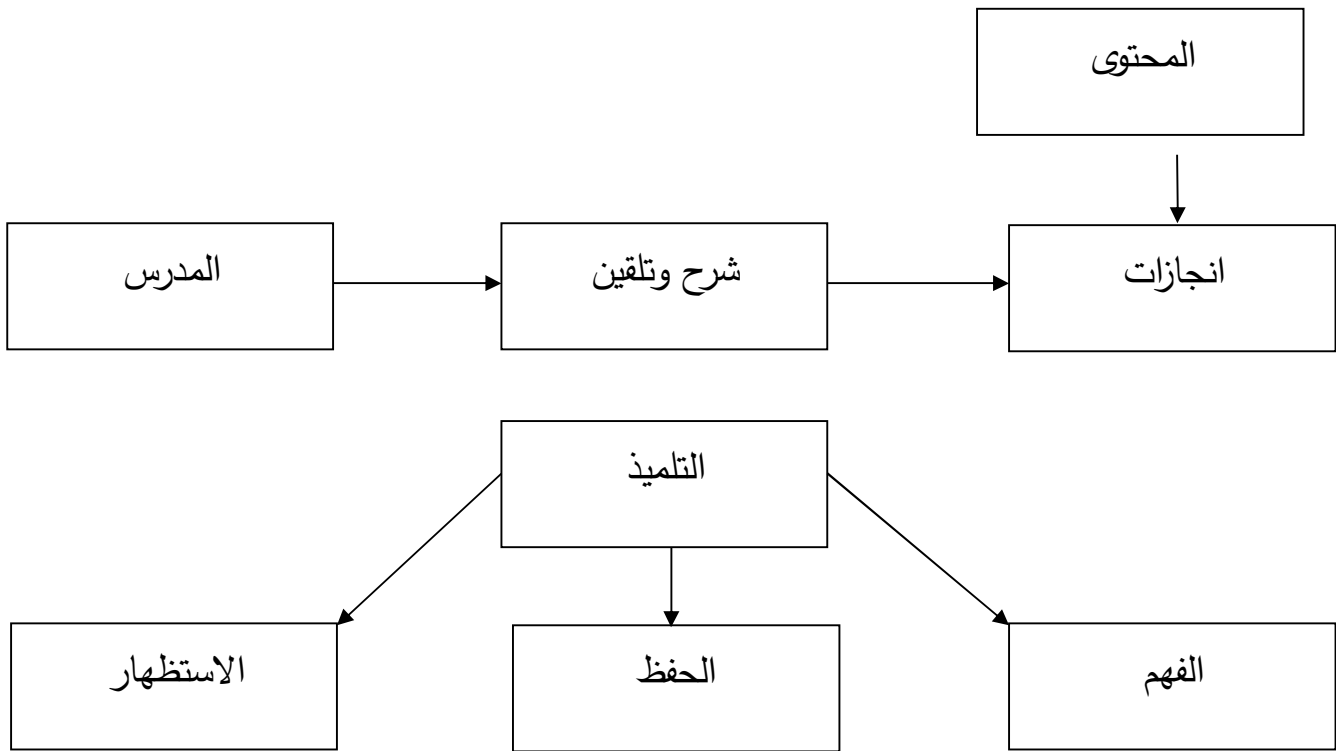 المحتوى
انجازات
شرح وتلقين
المدرس
التلميذ
الفهم
الحفظ
الاستظهار